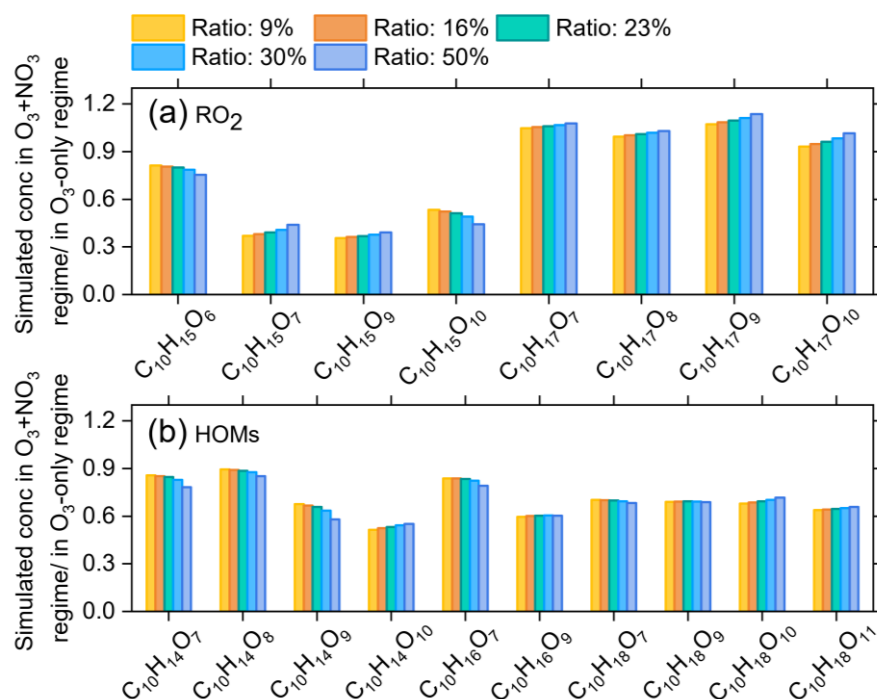 Ratio: 9% Ratio: 16% Ratio: 23%
Ratio: 30% Ratio: 50%
(a) RO₂
Simulated conc in O₃+NO₃
regime/ in O₃-only regime
1.2
0.9
0.6
0.3
0.0
C₁₀H₁₅O₆ C₁₀H₁₅O₇ C₁₀H₁₅O₉ C₁₀H₁₅O₁₀ C₁₀H₁₇O₇ C₁₀H₁₇O₈ C₁₀H₁₇O₉ C₁₀H₁₇O₁₀
(b) HOMs
Simulated conc in O₃+NO₃
regime/ in O₃-only regime
1.2
0.9
0.6
0.3
0.0
C₁₀H₁₄O₇ C₁₀H₁₄O₈ C₁₀H₁₄O₉ C₁₀H₁₄O₁₀ C₁₀H₁₆O₇ C₁₀H₁₆O₉ C₁₀H₁₈O₇ C₁₀H₁₈O₉ C₁₀H₁₈O₁₀ C₁₀H₁₈O₁₁